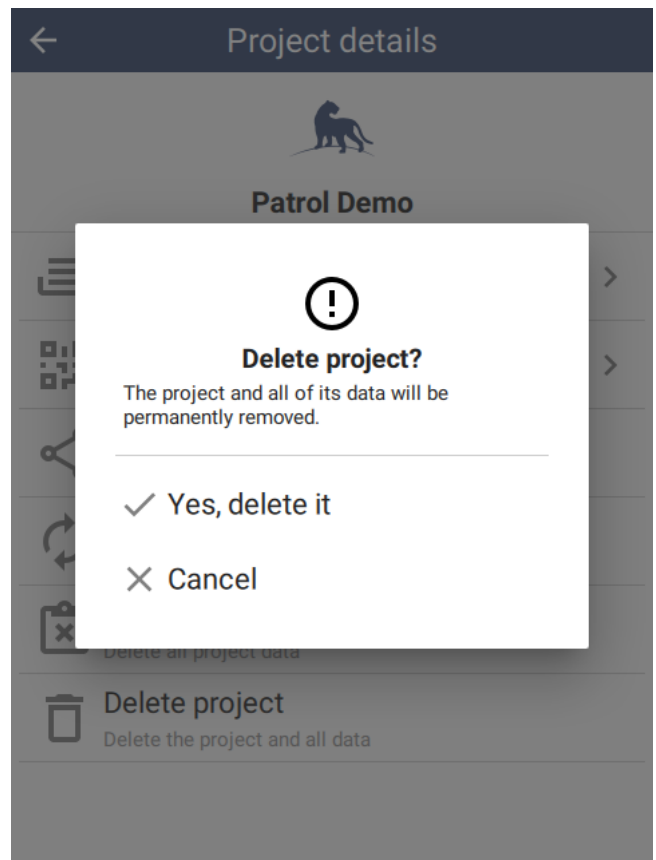 Project details
Patrol Demo
Delete project?
The project and all of its data will be
permanently removed.
Yes, delete it
Cancel
Delete all project data
Delete project
Delete the project and all data